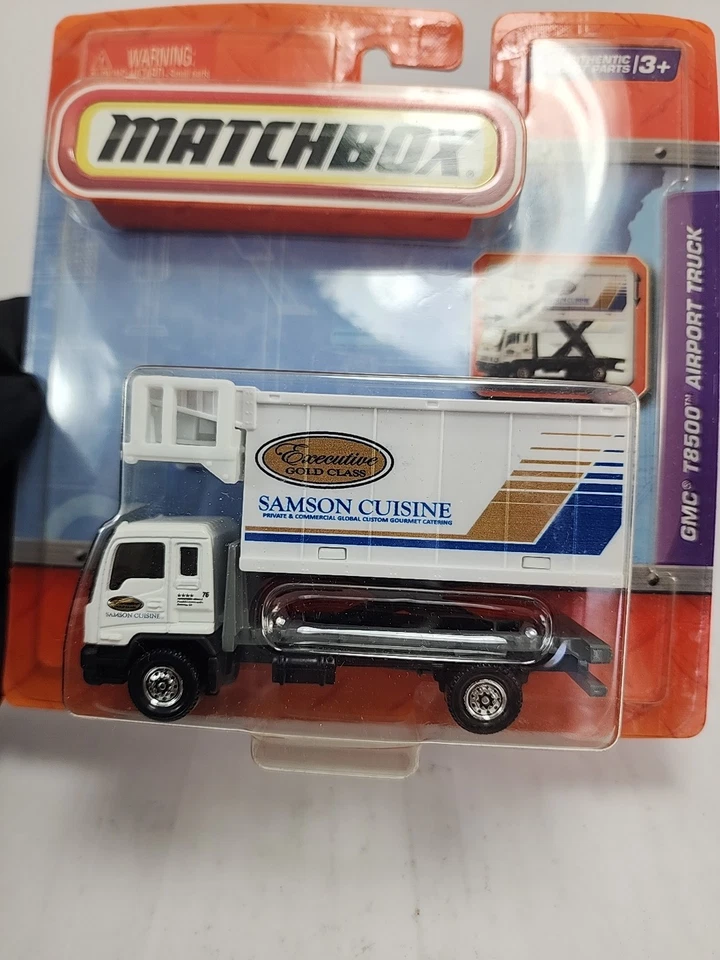 WARNING:
AUTHENTIC
PARTS 3+
MATCHBOX
GMC® T8500™ AIRPORT TRUCK
Executive
GOLD CLASS
SAMSON CUISINE
PRIVATE & COMMERCIAL GLOBAL CUSTOM GOURMET CATERING
76
SAMSON CUISINE